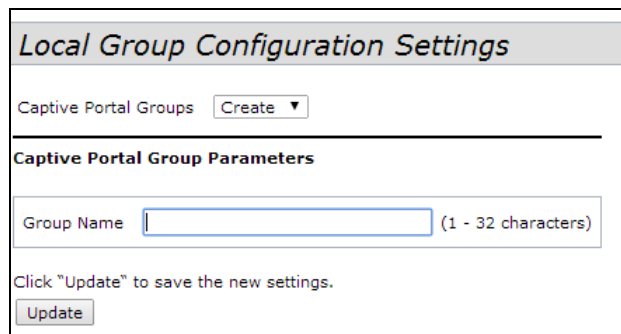 Local Group Configuration Settings
Captive Portal Groups Create ▼
Captive Portal Group Parameters
Group Name (1 - 32 characters)
Click "Update" to save the new settings.
Update